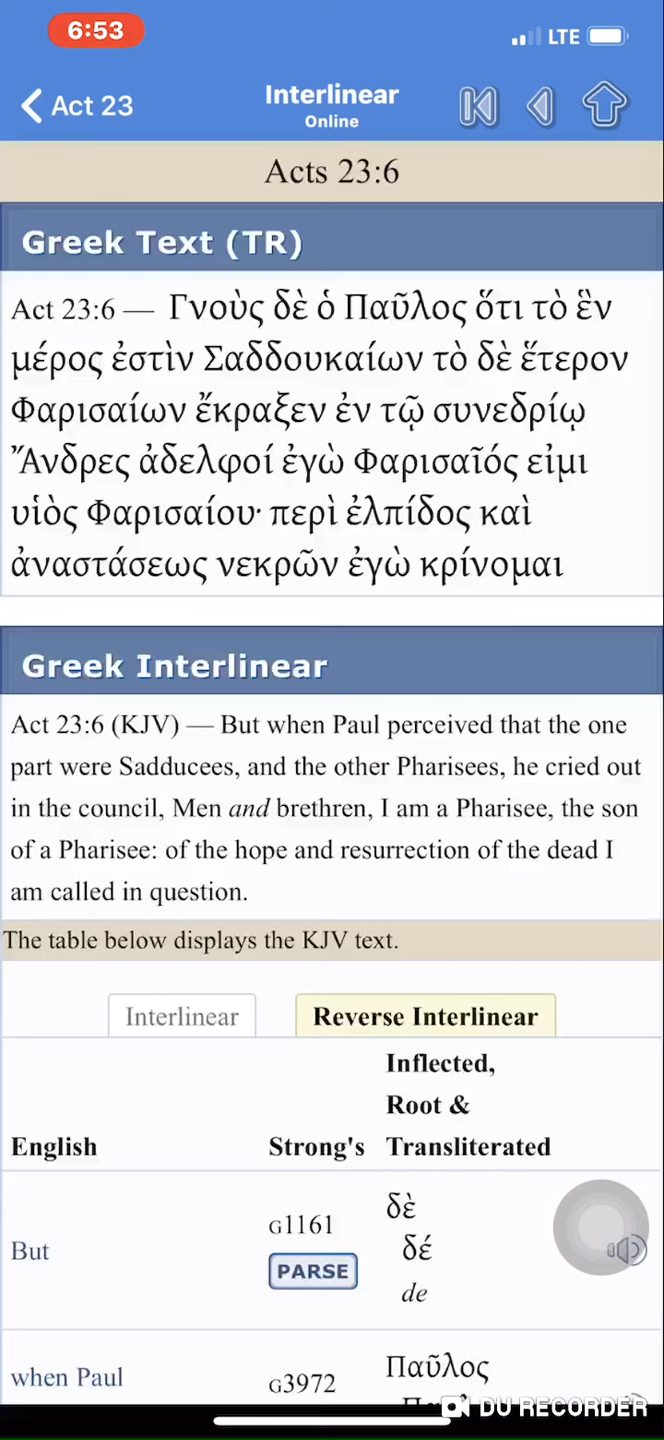 6:53
LTE
Act 23
Interlinear
Online
Acts 23:6
Greek Text (TR)
Act 23:6 — Γνοὺς δὲ ὁ Παῦλος ὅτι τὸ ἓν
μέρος ἐστὶν Σαδδουκαίων τὸ δὲ ἕτερον
Φαρισαίων ἔκραξεν ἐν τῷ συνεδρίῳ
Ἄνδρες ἀδελφοί ἐγὼ Φαρισαῖός εἰμι
υἱὸς Φαρισαίου· περὶ ἐλπίδος καὶ
ἀναστάσεως νεκρῶν ἐγὼ κρίνομαι
Greek Interlinear
Act 23:6 (KJV) — But when Paul perceived that the one
part were Sadducees, and the other Pharisees, he cried out
in the council, Men and brethren, I am a Pharisee, the son
of a Pharisee: of the hope and resurrection of the dead I
am called in question.
The table below displays the KJV text.
Interlinear
Reverse Interlinear
English
Strong's
Inflected,
Root &
Transliterated
But
G1161
PARSE
δὲ
δέ
de
when Paul
G3972
Παῦλος
DU RECORDER